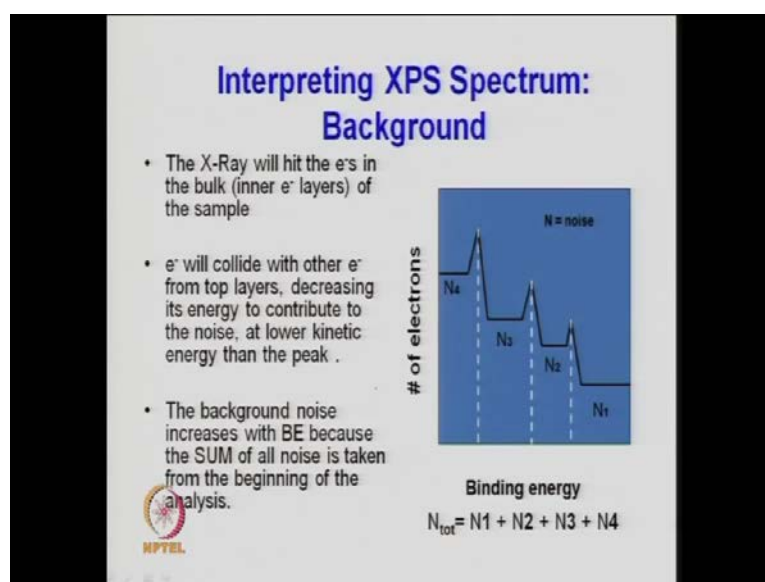 Interpreting XPS Spectrum:
Background
• The X-Ray will hit the e⁻s in
the bulk (inner e⁻ layers) of
the sample
• e⁻ will collide with other e⁻
from top layers, decreasing
its energy to contribute to
the noise, at lower kinetic
energy than the peak .
• The background noise
increases with BE because
the SUM of all noise is taken
from the beginning of the
analysis.
NPTEL
# of electrons
N = noise
N4
N3
N2
N1
Binding energy
Ntot= N1 + N2 + N3 + N4